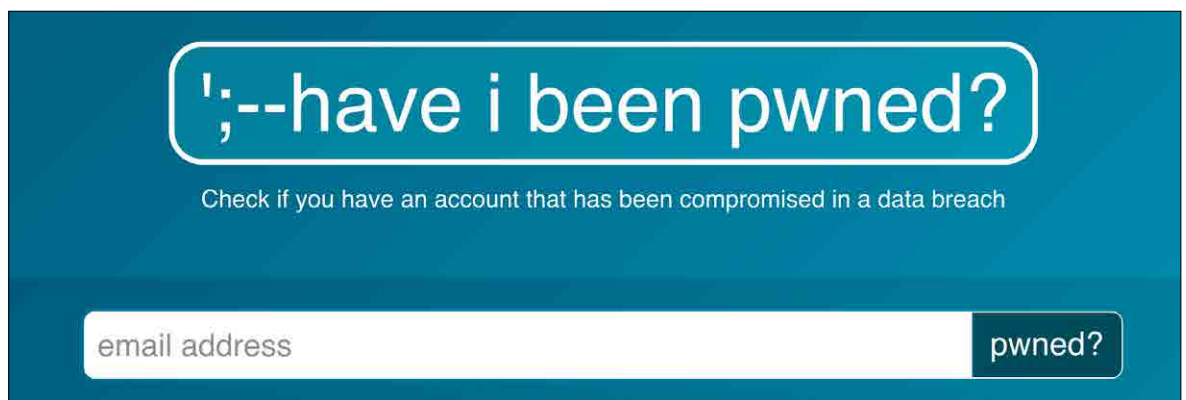 ';--have i been pwned?
Check if you have an account that has been compromised in a data breach
email address pwned?